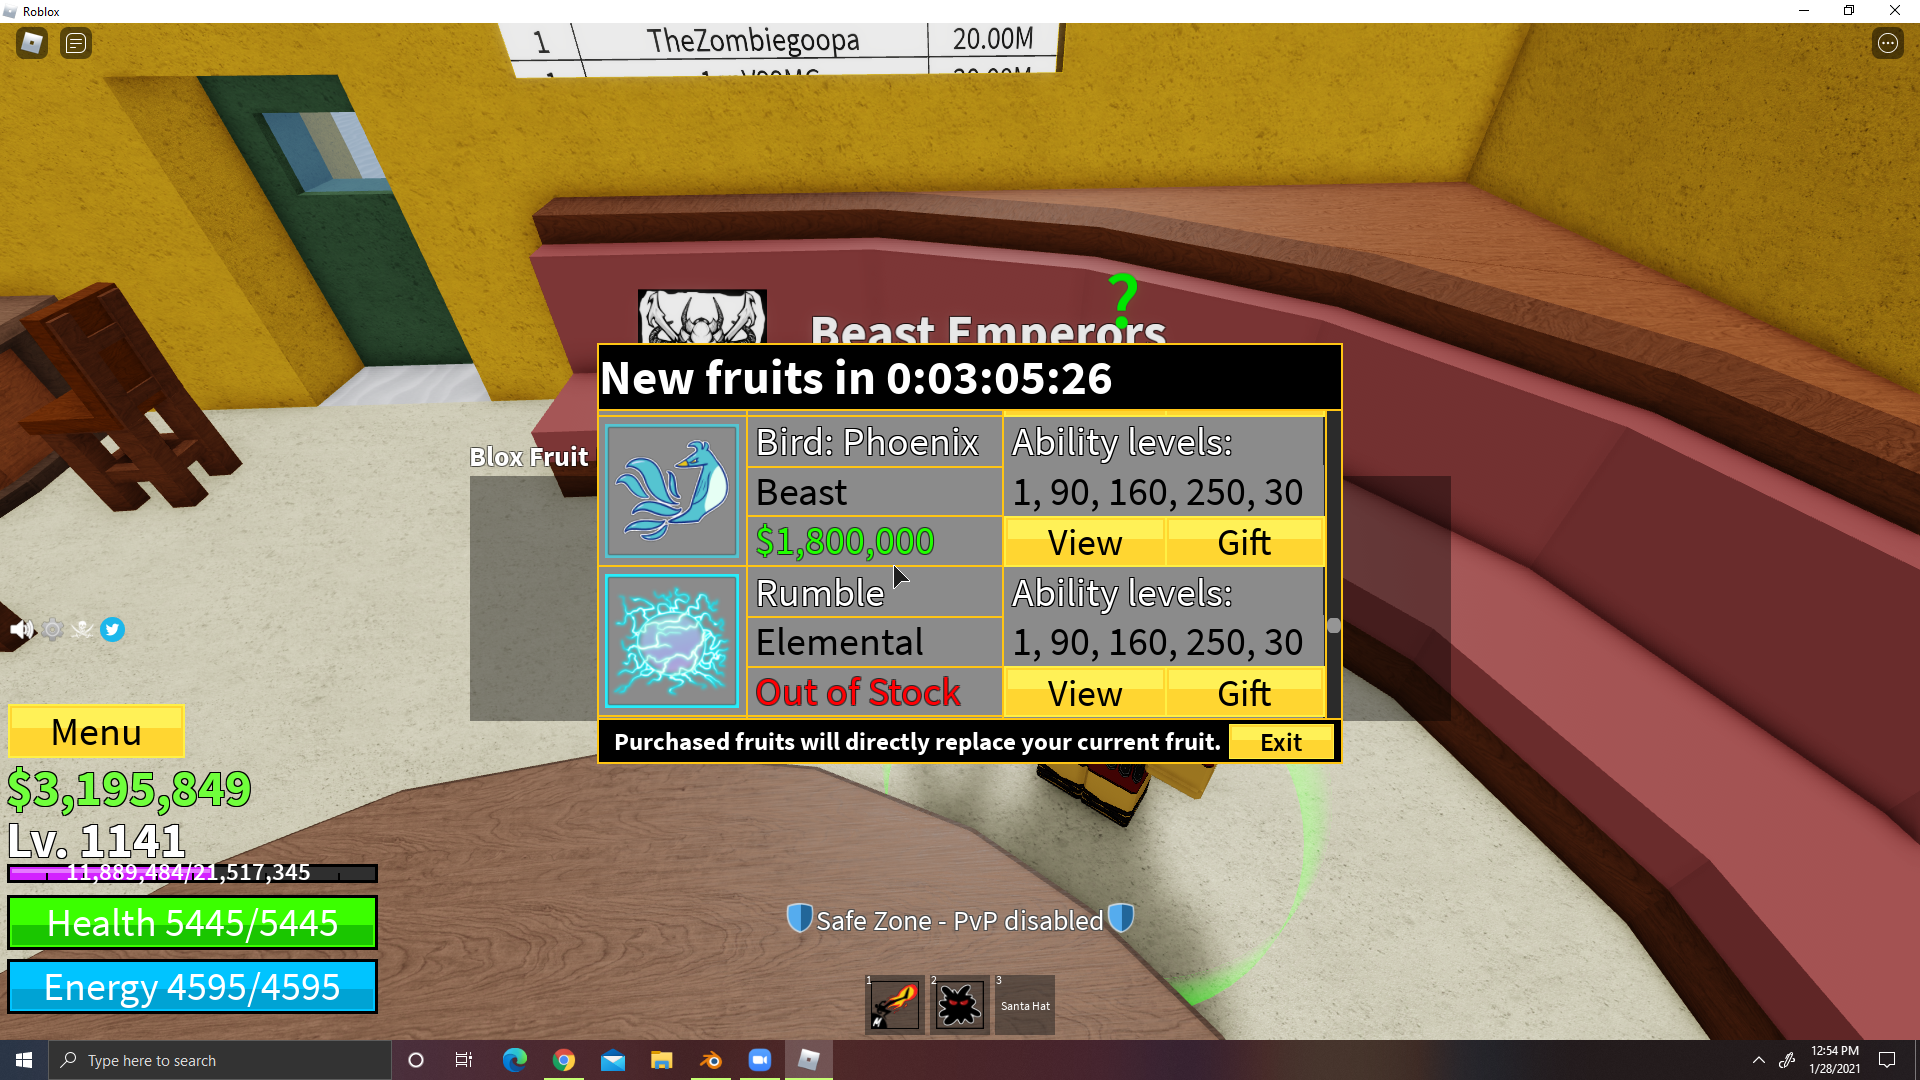 Roblox
1 TheZombiegoopa 20.00M
Beast Emperors
?
New fruits in 0:03:05:26
Blox Fruit
Bird: Phoenix
Ability levels:
Beast
1, 90, 160, 250, 30
$1,800,000
View
Gift
Rumble
Ability levels:
Elemental
1, 90, 160, 250, 30
Out of Stock
View
Gift
Purchased fruits will directly replace your current fruit.
Exit
Menu
$3,195,849
Lv. 1141
11,889,484/21,517,345
Health 5445/5445
Energy 4595/4595
Safe Zone - PvP disabled
1
2
3
Santa Hat
Type here to search
12:54 PM
1/28/2021